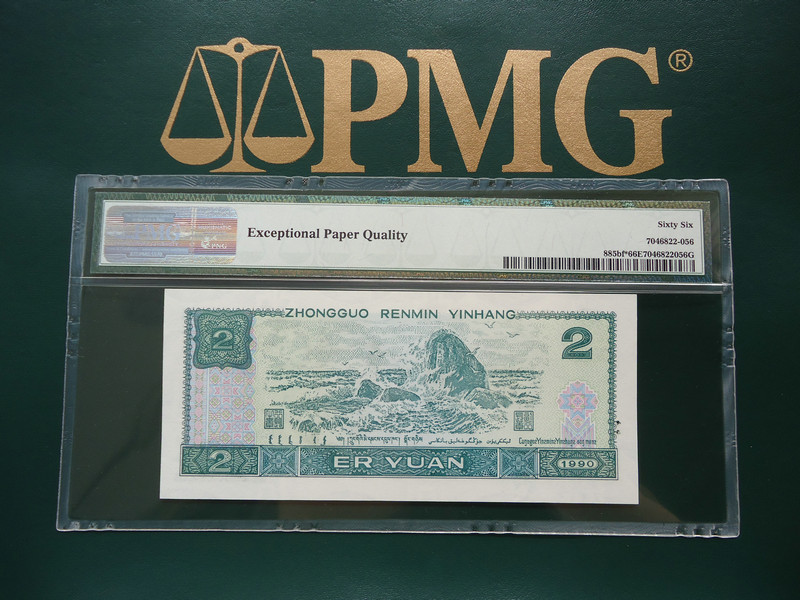 PMG®
PMG
Exceptional Paper Quality
Sixty Six
7046822-056
885bf*66E7046822056G
ZHONGGUO RENMIN YINHANG
2
2
2
ER YUAN
1990